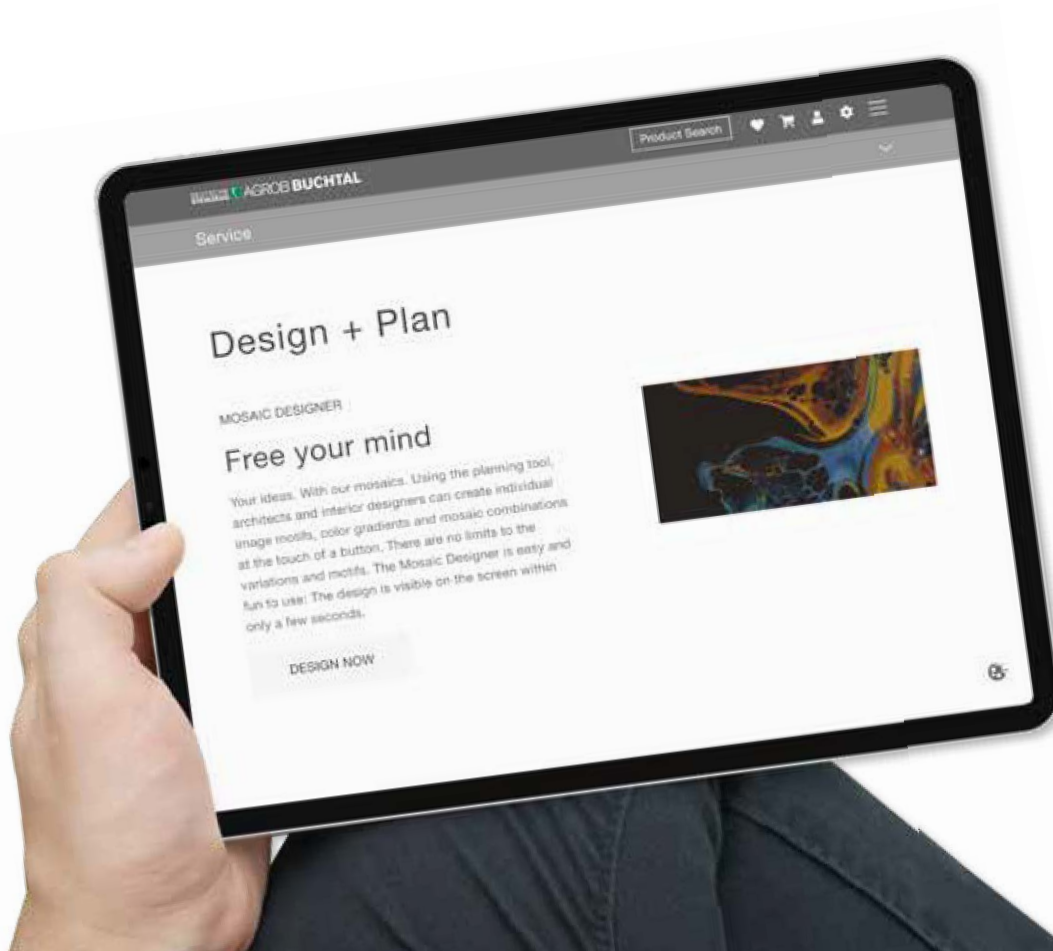 AGROB BUCHTAL
Product Search
Service
Design + Plan
MOSAIC DESIGNER
Free your mind
Your ideas. With our mosaics. Using the planning tool,
architects and interior designers can create individual
image motifs, color gradients and mosaic combinations
at the touch of a button. There are no limits to the
variations and motifs. The Mosaic Designer is easy and
fun to use: The design is visible on the screen within
only a few seconds.
DESIGN NOW